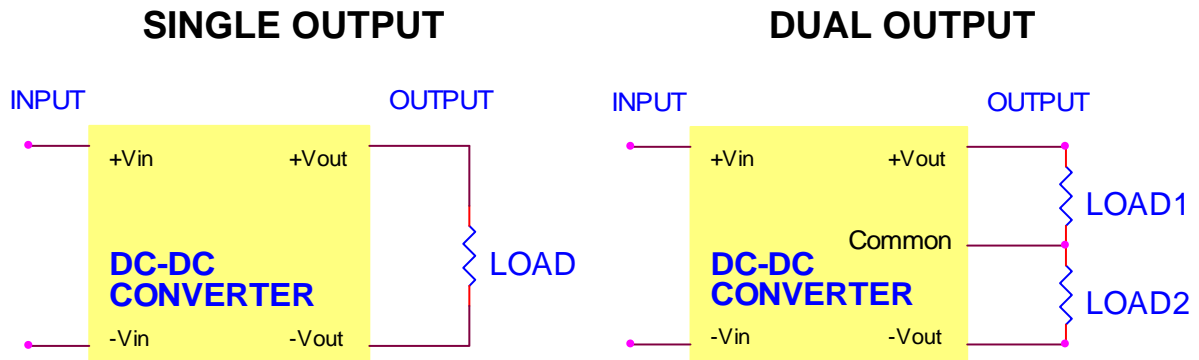 SINGLE OUTPUT
INPUT
OUTPUT
+Vin
+Vout
DC-DC
CONVERTER
LOAD
-Vin
-Vout
DUAL OUTPUT
INPUT
OUTPUT
+Vin
+Vout
LOAD1
Common
DC-DC
CONVERTER
LOAD2
-Vin
-Vout